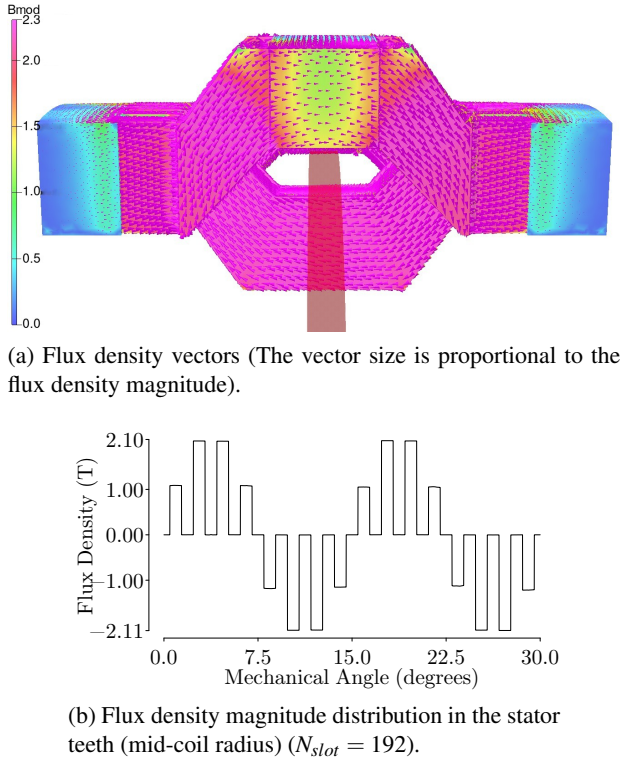 Bmod
2.3
2.0
1.5
1.0
0.5
0.0
(a) Flux density vectors (The vector size is proportional to the
flux density magnitude).
2.10
1.00
0.00
−1.00
−2.11
Flux Density (T)
0.0 7.5 15.0 22.5 30.0
Mechanical Angle (degrees)
(b) Flux density magnitude distribution in the stator
teeth (mid-coil radius) (Nslot = 192).